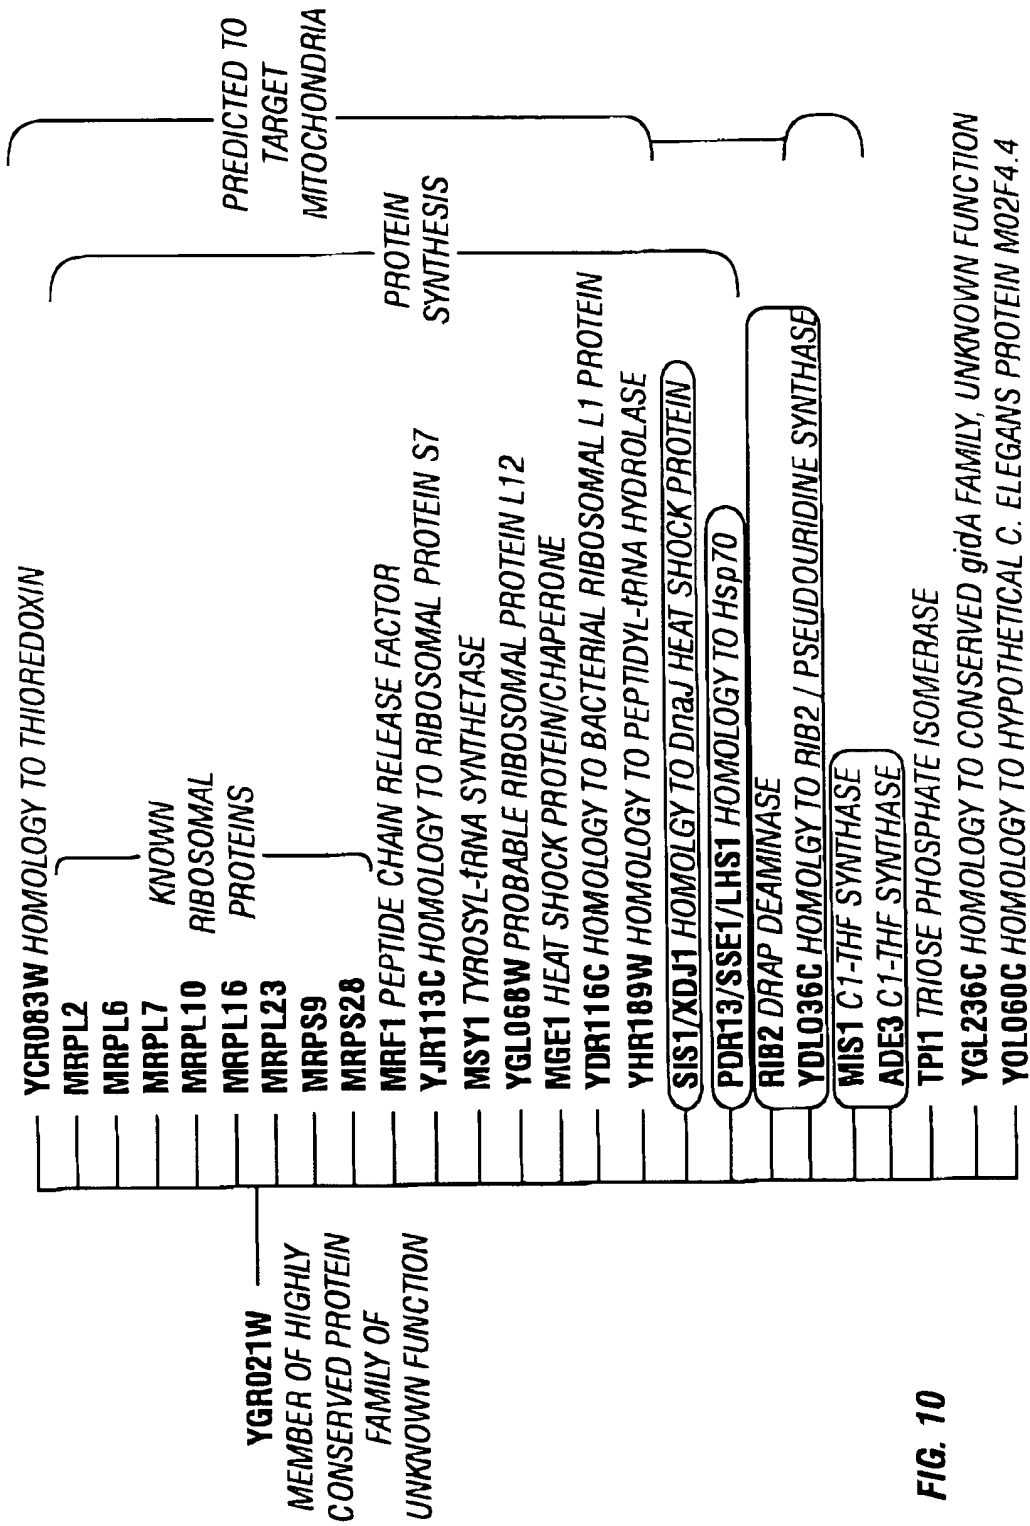 YGR021W
MEMBER OF HIGHLY
CONSERVED PROTEIN
FAMILY OF
UNKNOWN FUNCTION
YCR083W HOMOLOGY TO THIOREDOXIN
MRPL2
MRPL6
MRPL7
MRPL10
MRPL16
MRPL23
MRPS9
MRPS28
KNOWN
RIBOSOMAL
PROTEINS
MRF1 PEPTIDE CHAIN RELEASE FACTOR
YJR113C HOMOLOGY TO RIBOSOMAL PROTEIN S7
MSY1 TYROSYL-tRNA SYNTHETASE
YGL068W PROBABLE RIBOSOMAL PROTEIN L12
MGE1 HEAT SHOCK PROTEIN/CHAPERONE
YDR116C HOMOLOGY TO BACTERIAL RIBOSOMAL L1 PROTEIN
YHR189W HOMOLOGY TO PEPTIDYL-tRNA HYDROLASE
SIS1/XDJ1 HOMOLGY TO DnaJ HEAT SHOCK PROTEIN
PDR13/SSE1/LHS1 HOMOLOGY TO Hsp70
RIB2 DRAP DEAMINASE
YDL036C HOMOLGY TO RIB2 / PSEUDOURIDINE SYNTHASE
MIS1 C1-THF SYNTHASE
ADE3 C1-THF SYNTHASE
TPI1 TRIOSE PHOSPHATE ISOMERASE
YGL236C HOMOLOGY TO CONSERVED gidA FAMILY, UNKNOWN FUNCTION
YOL060C HOMOLOGY TO HYPOTHETICAL C. ELEGANS PROTEIN M02F4.4
PROTEIN
SYNTHESIS
PREDICTED TO
TARGET
MITOCHONDRIA
FIG. 10